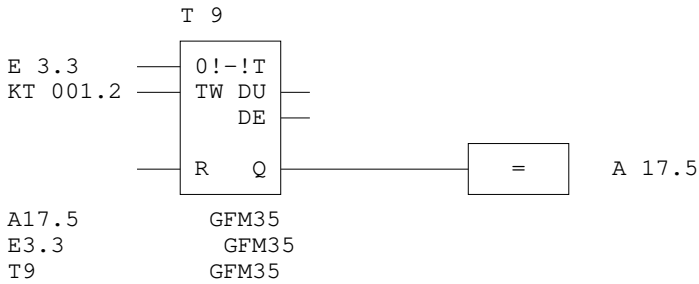 T 9
E 3.3 0!-!T
KT 001.2 TW DU
DE
R Q = A 17.5
A17.5 GFM35
E3.3 GFM35
T9 GFM35